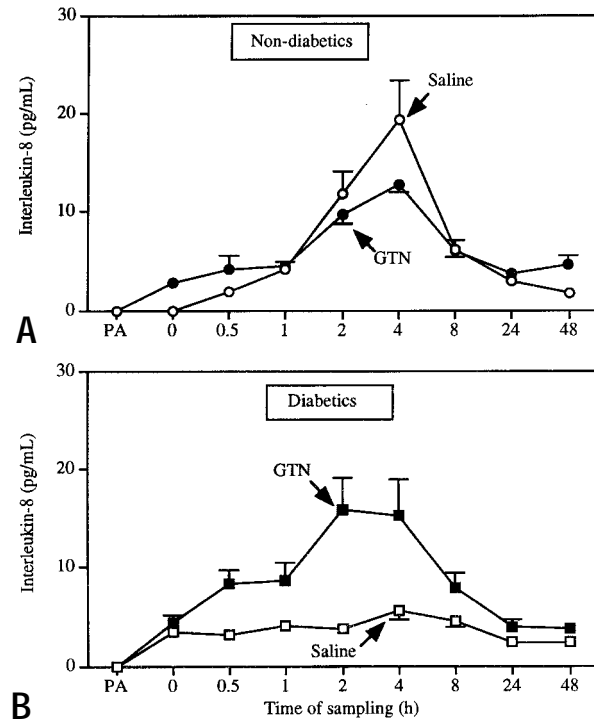 30
Non-diabetics
Saline
20
Interleukin-8 (pg/mL)
10
GTN
0
A
PA 0 0.5 1 2 4 8 24 48
30
Diabetics
GTN
20
Interleukin-8 (pg/mL)
10
Saline
0
PA 0 0.5 1 2 4 8 24 48
B
Time of sampling (h)